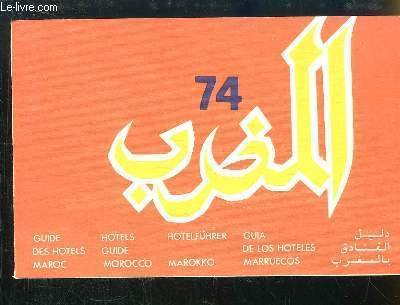 Le-livre.com
74
المغرب
GUIDE HOTELS HOTELFÜHRER GUIA دليل
DES HOTELS GUIDE DE LOS HOTELES الفنادق
MAROC MOROCCO MAROKKO MARRUECOS بالمغرب